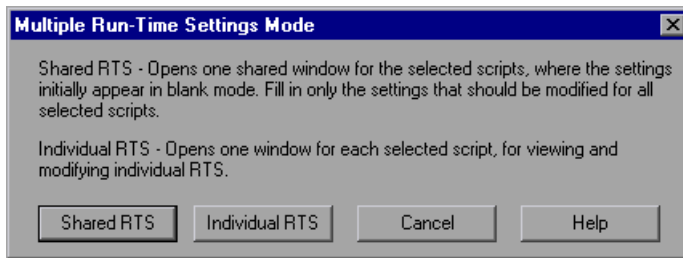 Multiple Run-Time Settings Mode
Shared RTS - Opens one shared window for the selected scripts, where the settings
initially appear in blank mode. Fill in only the settings that should be modified for all
selected scripts.
Individual RTS - Opens one window for each selected script, for viewing and
modifying individual RTS.
Shared RTS
Individual RTS
Cancel
Help